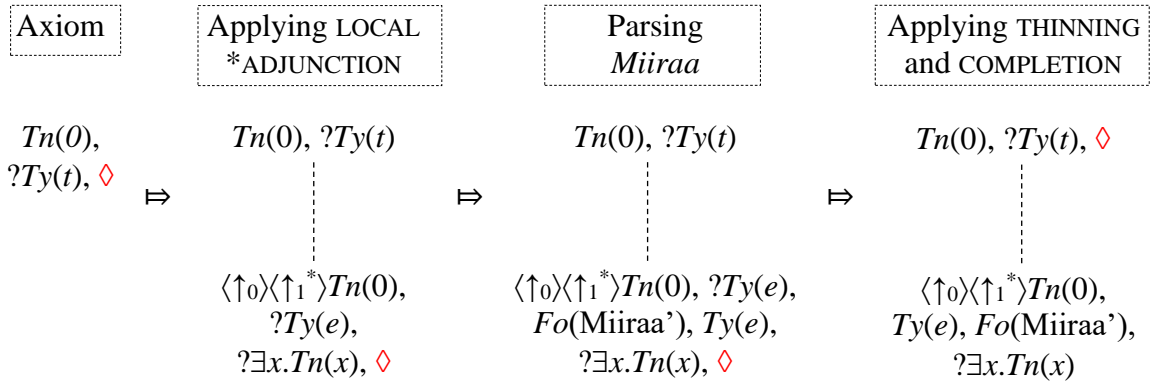 Axiom
Applying LOCAL
*ADJUNCTION
Parsing
Miiraa
Applying THINNING
and COMPLETION
Tn(0),
?Ty(t), ◊
⤇
Tn(0), ?Ty(t)
⟨↑₀⟩⟨↑₁*⟩Tn(0),
?Ty(e),
?∃x.Tn(x), ◊
⤇
Tn(0), ?Ty(t)
⟨↑₀⟩⟨↑₁*⟩Tn(0), ?Ty(e),
Fo(Miiraa’), Ty(e),
?∃x.Tn(x), ◊
⤇
Tn(0), ?Ty(t), ◊
⟨↑₀⟩⟨↑₁*⟩Tn(0),
Ty(e), Fo(Miiraa’),
?∃x.Tn(x)